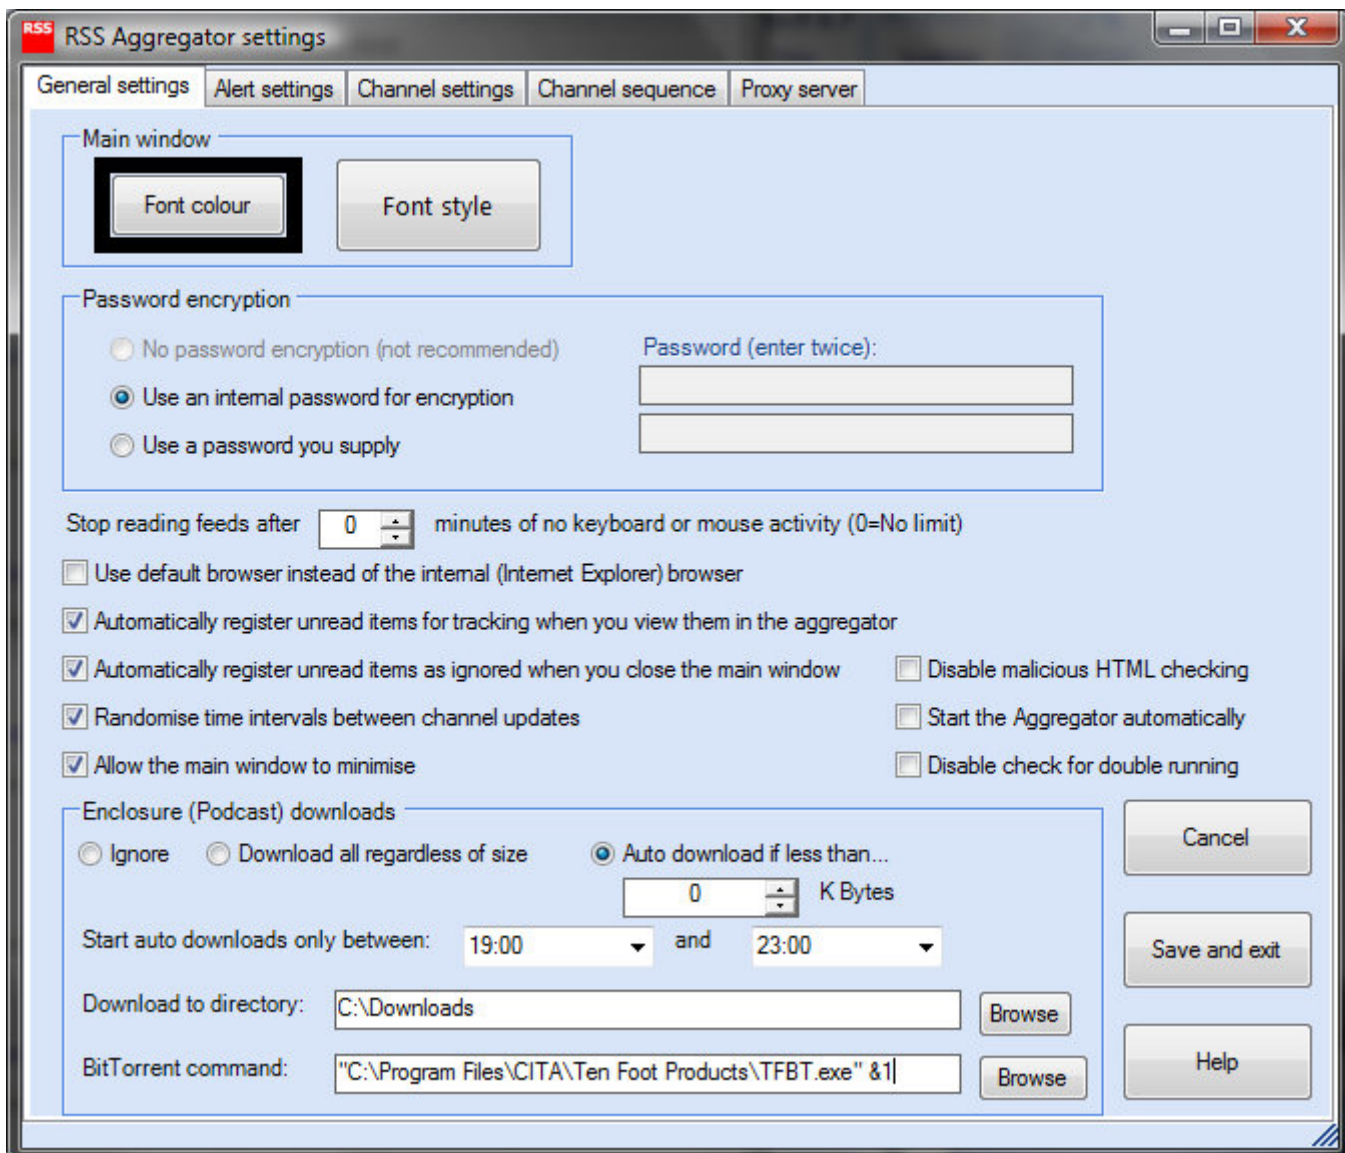 RSS RSS Aggregator settings X
General settings Alert settings Channel settings Channel sequence Proxy server
Main window
Font colour Font style
Password encryption
No password encryption (not recommended) Password (enter twice):
Use an internal password for encryption
Use a password you supply
Stop reading feeds after 0 minutes of no keyboard or mouse activity (0=No limit)
Use default browser instead of the internal (Internet Explorer) browser
Automatically register unread items for tracking when you view them in the aggregator
Automatically register unread items as ignored when you close the main window Disable malicious HTML checking
Randomise time intervals between channel updates Start the Aggregator automatically
Allow the main window to minimise Disable check for double running
Enclosure (Podcast) downloads
Ignore Download all regardless of size Auto download if less than... Cancel
0 K Bytes
Start auto downloads only between: 19:00 and 23:00 Save and exit
Download to directory: C:\Downloads Browse
BitTorrent command: "C:\Program Files\CITA\Ten Foot Products\TFBT.exe" &1 Browse Help